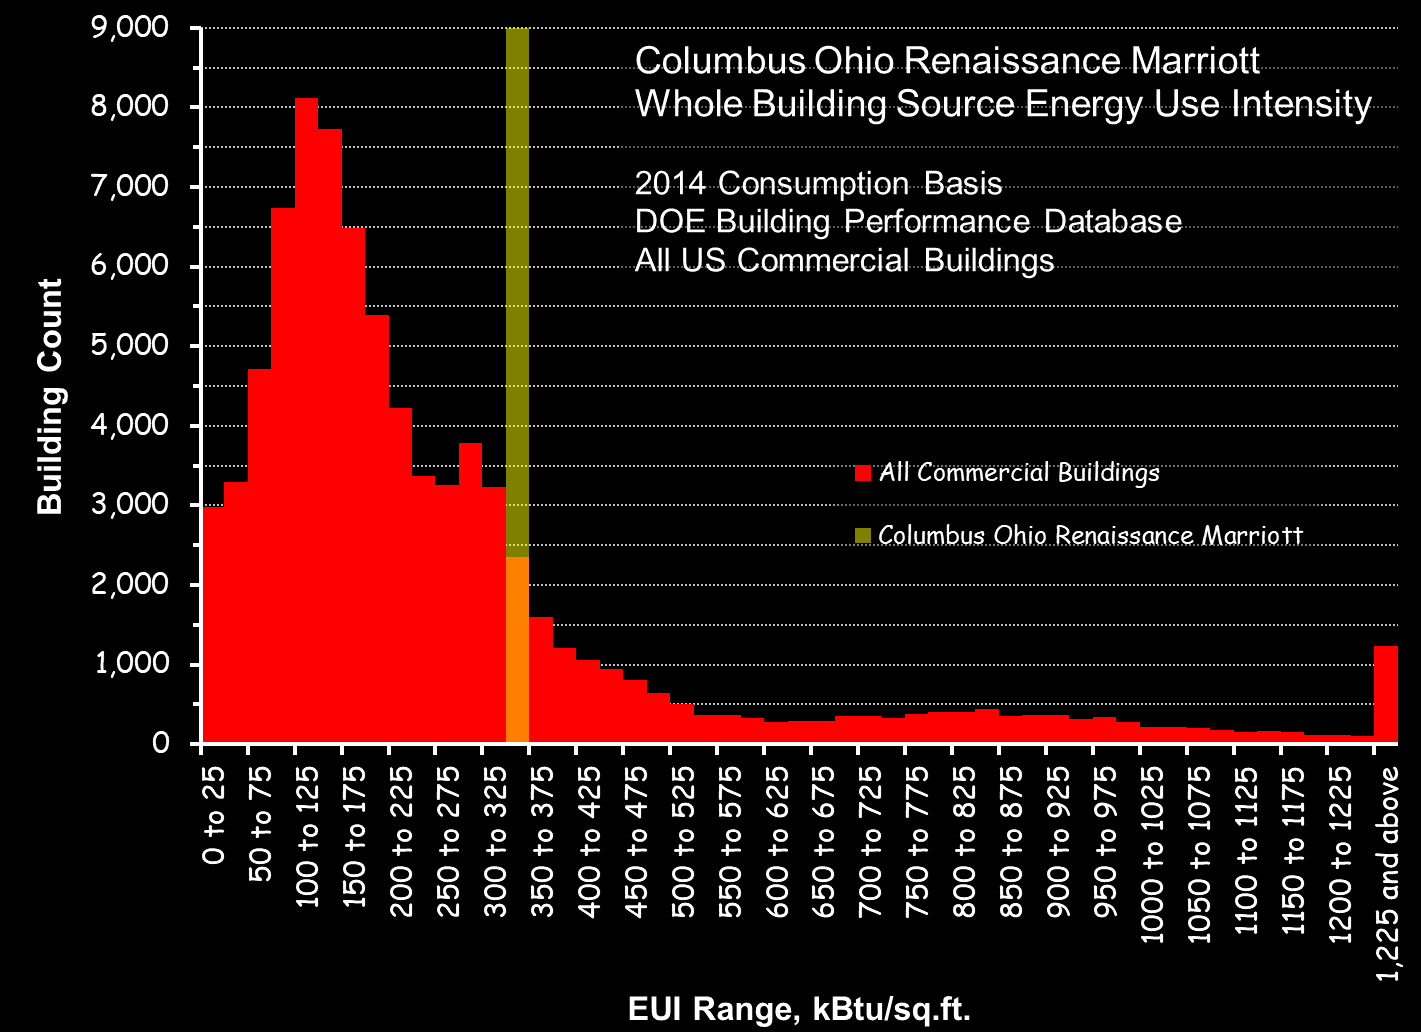 9,000
8,000
7,000
6,000
5,000
4,000
3,000
2,000
1,000
0
Building Count
Columbus Ohio Renaissance Marriott
Whole Building Source Energy Use Intensity
2014 Consumption Basis
DOE Building Performance Database
All US Commercial Buildings
All Commercial Buildings
Columbus Ohio Renaissance Marriott
0 to 25
50 to 75
100 to 125
150 to 175
200 to 225
250 to 275
300 to 325
350 to 375
400 to 425
450 to 475
500 to 525
550 to 575
600 to 625
650 to 675
700 to 725
750 to 775
800 to 825
850 to 875
900 to 925
950 to 975
1000 to 1025
1050 to 1075
1100 to 1125
1150 to 1175
1200 to 1225
1,225 and above
EUI Range, kBtu/sq.ft.